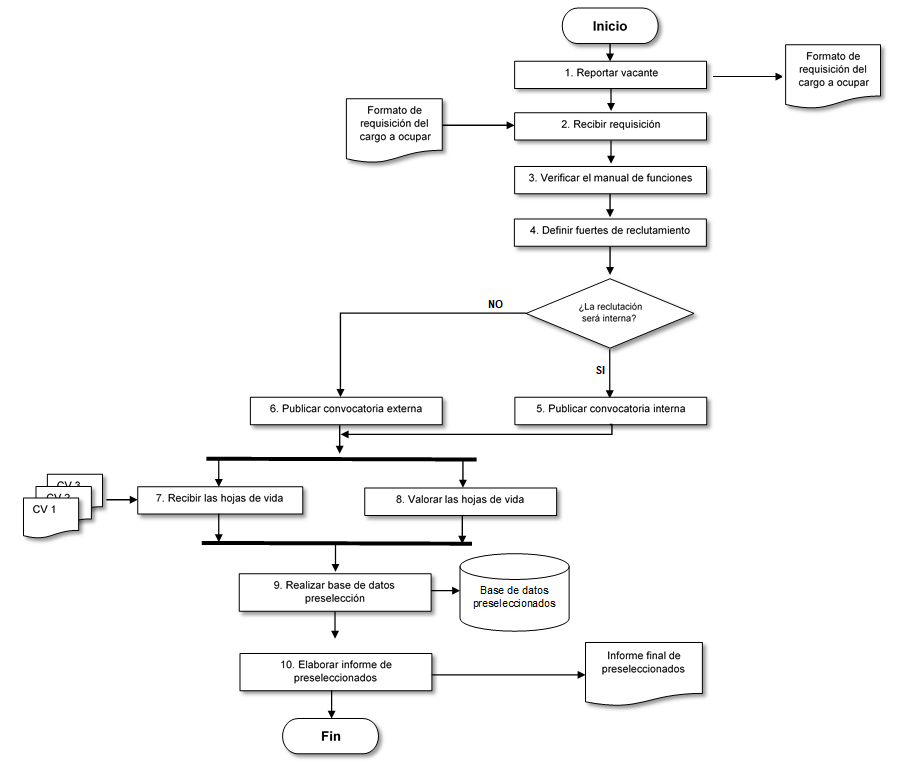 Inicio
1. Reportar vacante
Formato de
requisición del
cargo a ocupar
Formato de
requisición del
cargo a ocupar
2. Recibir requisición
3. Verificar el manual de funciones
4. Definir fuertes de reclutamiento
¿La reclutación
será interna?
NO
SI
6. Publicar convocatoria externa
5. Publicar convocatoria interna
CV 3
CV 2
CV 1
7. Recibir las hojas de vida
8. Valorar las hojas de vida
9. Realizar base de datos
preselección
Base de datos
preseleccionados
10. Elaborar informe de
preseleccionados
Informe final de
preseleccionados
Fin